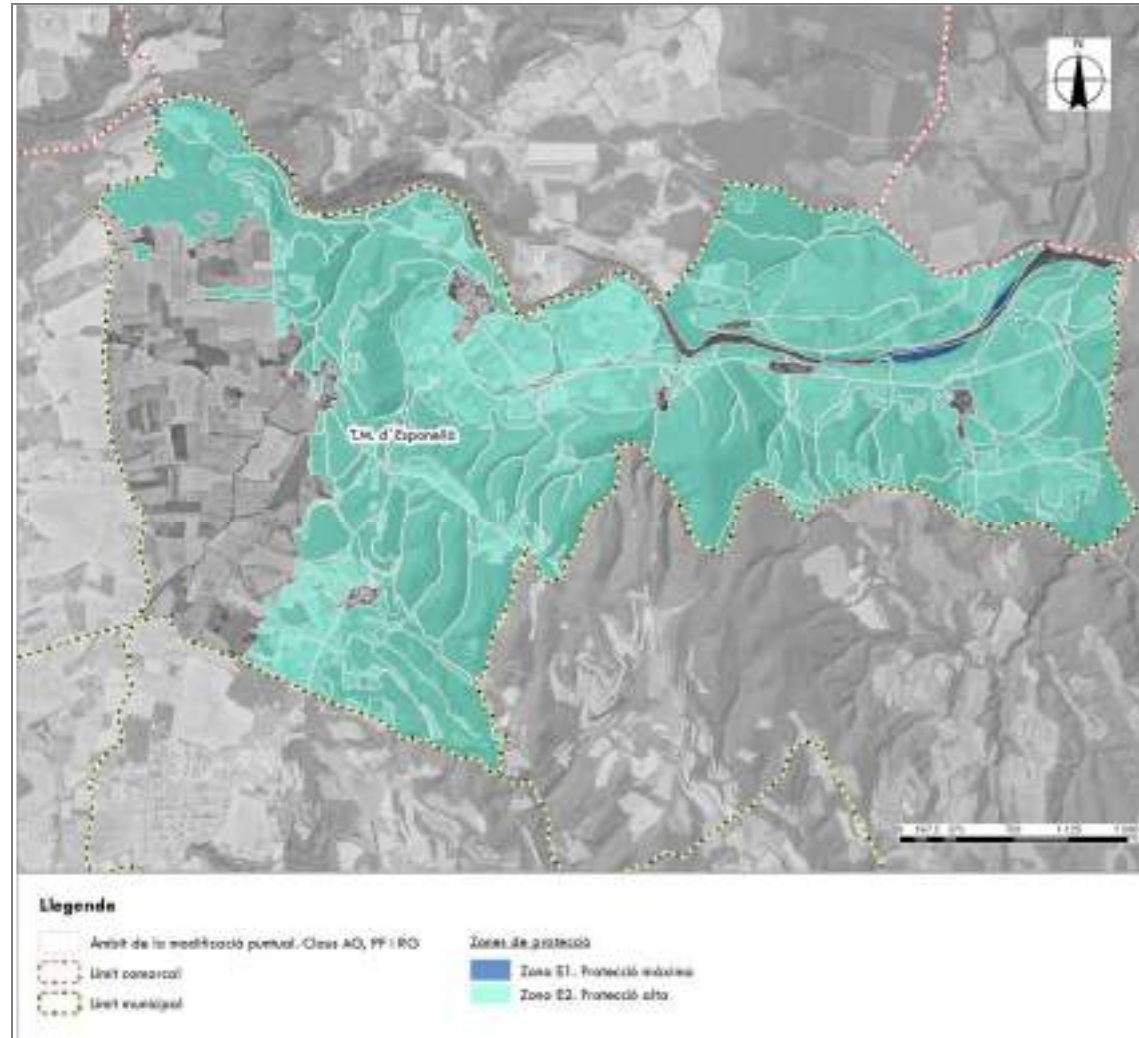 N
T.M. d'Esponellà
Llegenda
Àmbit de la modificació puntual. Claus AG, PF i RG
Límit comarcal
Límit municipal
Zones de protecció
Zona E1. Protecció màxima
Zona E2. Protecció alta